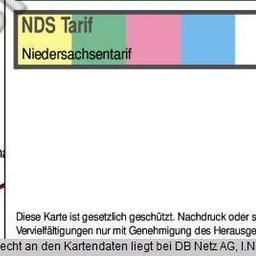 NDS Tarif
Niedersachsentarif
Diese Karte ist gesetzlich geschützt. Nachdruck oder s
Vervielfältigungen nur mit Genehmigung des Herausge
echt an den Kartendaten liegt bei DB Netz AG, I.N